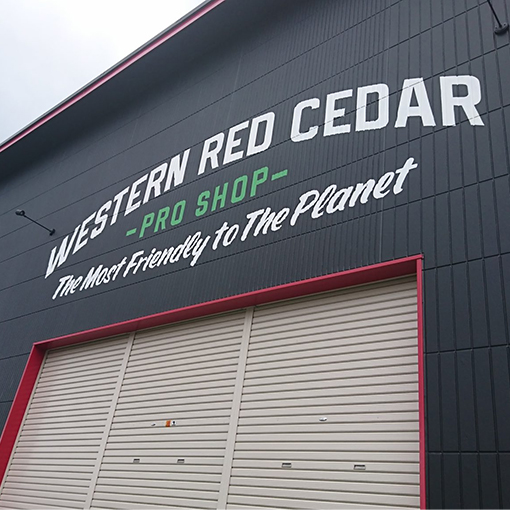 WESTERN RED CEDAR
-PRO SHOP-
The Most Friendly to The Planet